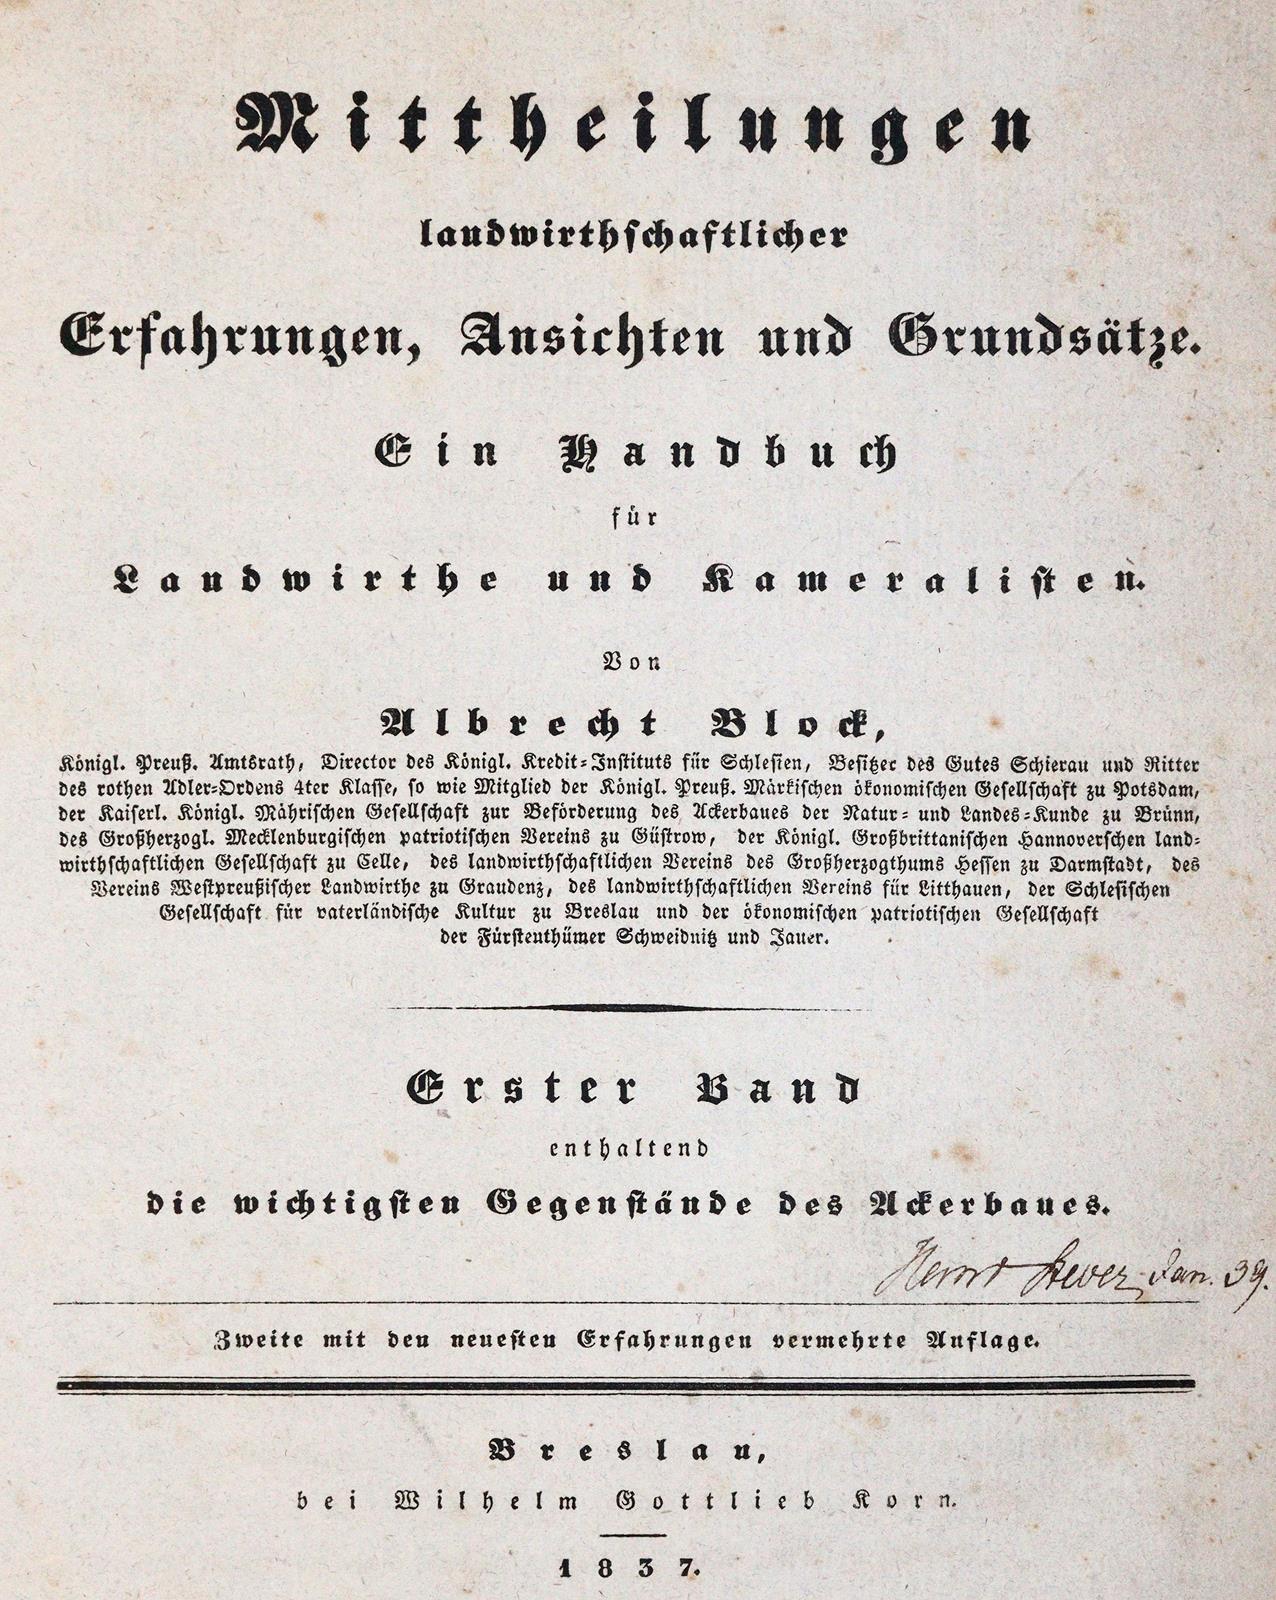 Mittheilungen
landwirthschaftlicher
Erfahrungen, Ansichten und Grundsätze.
Ein Handbuch
für
Landwirthe und Kameralisten.
Von
Albrecht Block,
Königl. Preuß. Amtsrath, Director des Königl. Kredit-Instituts für Schlesien, Besitzer des Gutes Schierau und Ritter
des rothen Adler-Ordens 4ter Klasse, so wie Mitglied der Königl. Preuß. Märkischen ökonomischen Gesellschaft zu Potsdam,
der Kaiserl. Königl. Mährischen Gesellschaft zur Beförderung des Ackerbaues der Natur- und Landes-Kunde zu Brünn,
des Großherzogl. Mecklenburgischen patriotischen Vereins zu Güstrow, der Königl. Großbrittanischen Hannoverschen land-
wirthschaftlichen Gesellschaft zu Celle, des landwirthschaftlichen Vereins des Großherzogthums Hessen zu Darmstadt, des
Vereins Westpreußischer Landwirthe zu Graudenz, des landwirthschaftlichen Vereins für Litthauen, der Schlesischen
Gesellschaft für vaterländische Kultur zu Breslau und der ökonomischen patriotischen Gesellschaft
der Fürstenthümer Schweidnitz und Jauer.
Erster Band
enthaltend
die wichtigsten Gegenstände des Ackerbaues.
Jan. 39.
Zweite mit den neuesten Erfahrungen vermehrte Auflage.
Breslau,
bei Wilhelm Gottlieb Korn.
1837.